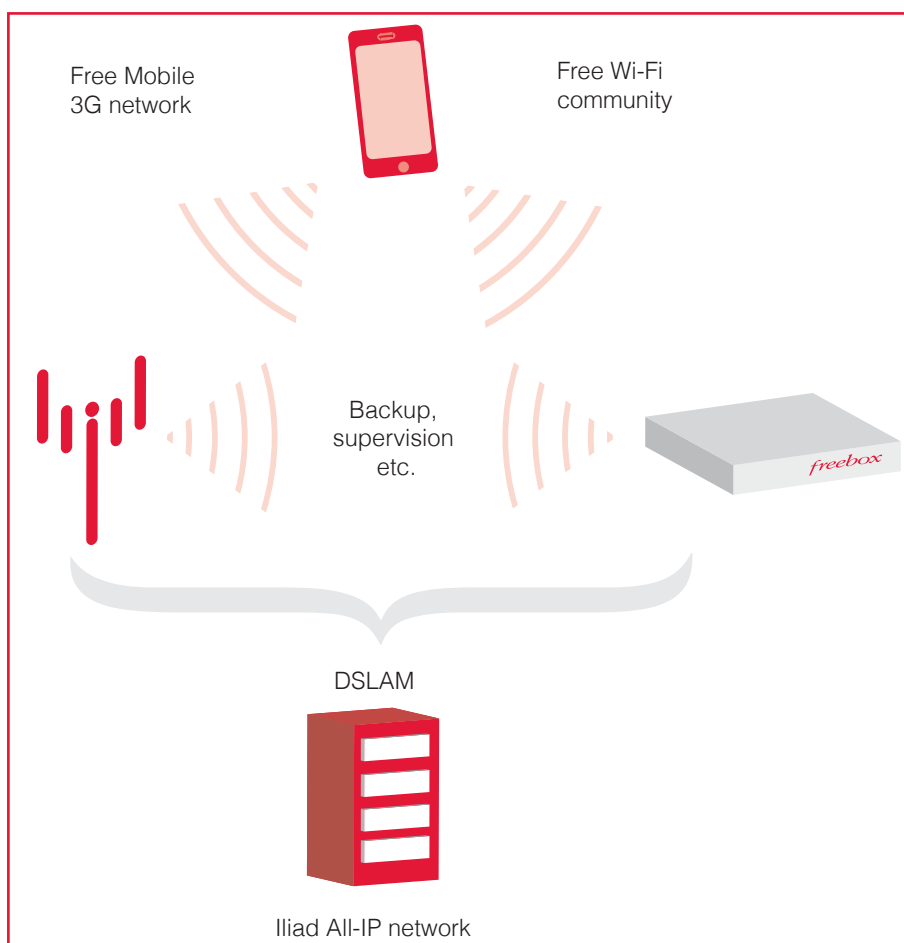 Free Mobile
3G network
Free Wi-Fi
community
Backup,
supervision
etc.
freebox
DSLAM
Iliad All-IP network